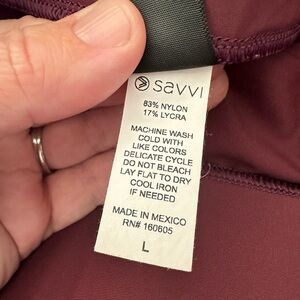 savvi
83% NYLON
17% LYCRA
MACHINE WASH
COLD WITH
LIKE COLORS
DELICATE CYCLE
DO NOT BLEACH
LAY FLAT TO DRY
COOL IRON
IF NEEDED
MADE IN MEXICO
RN# 160605
L